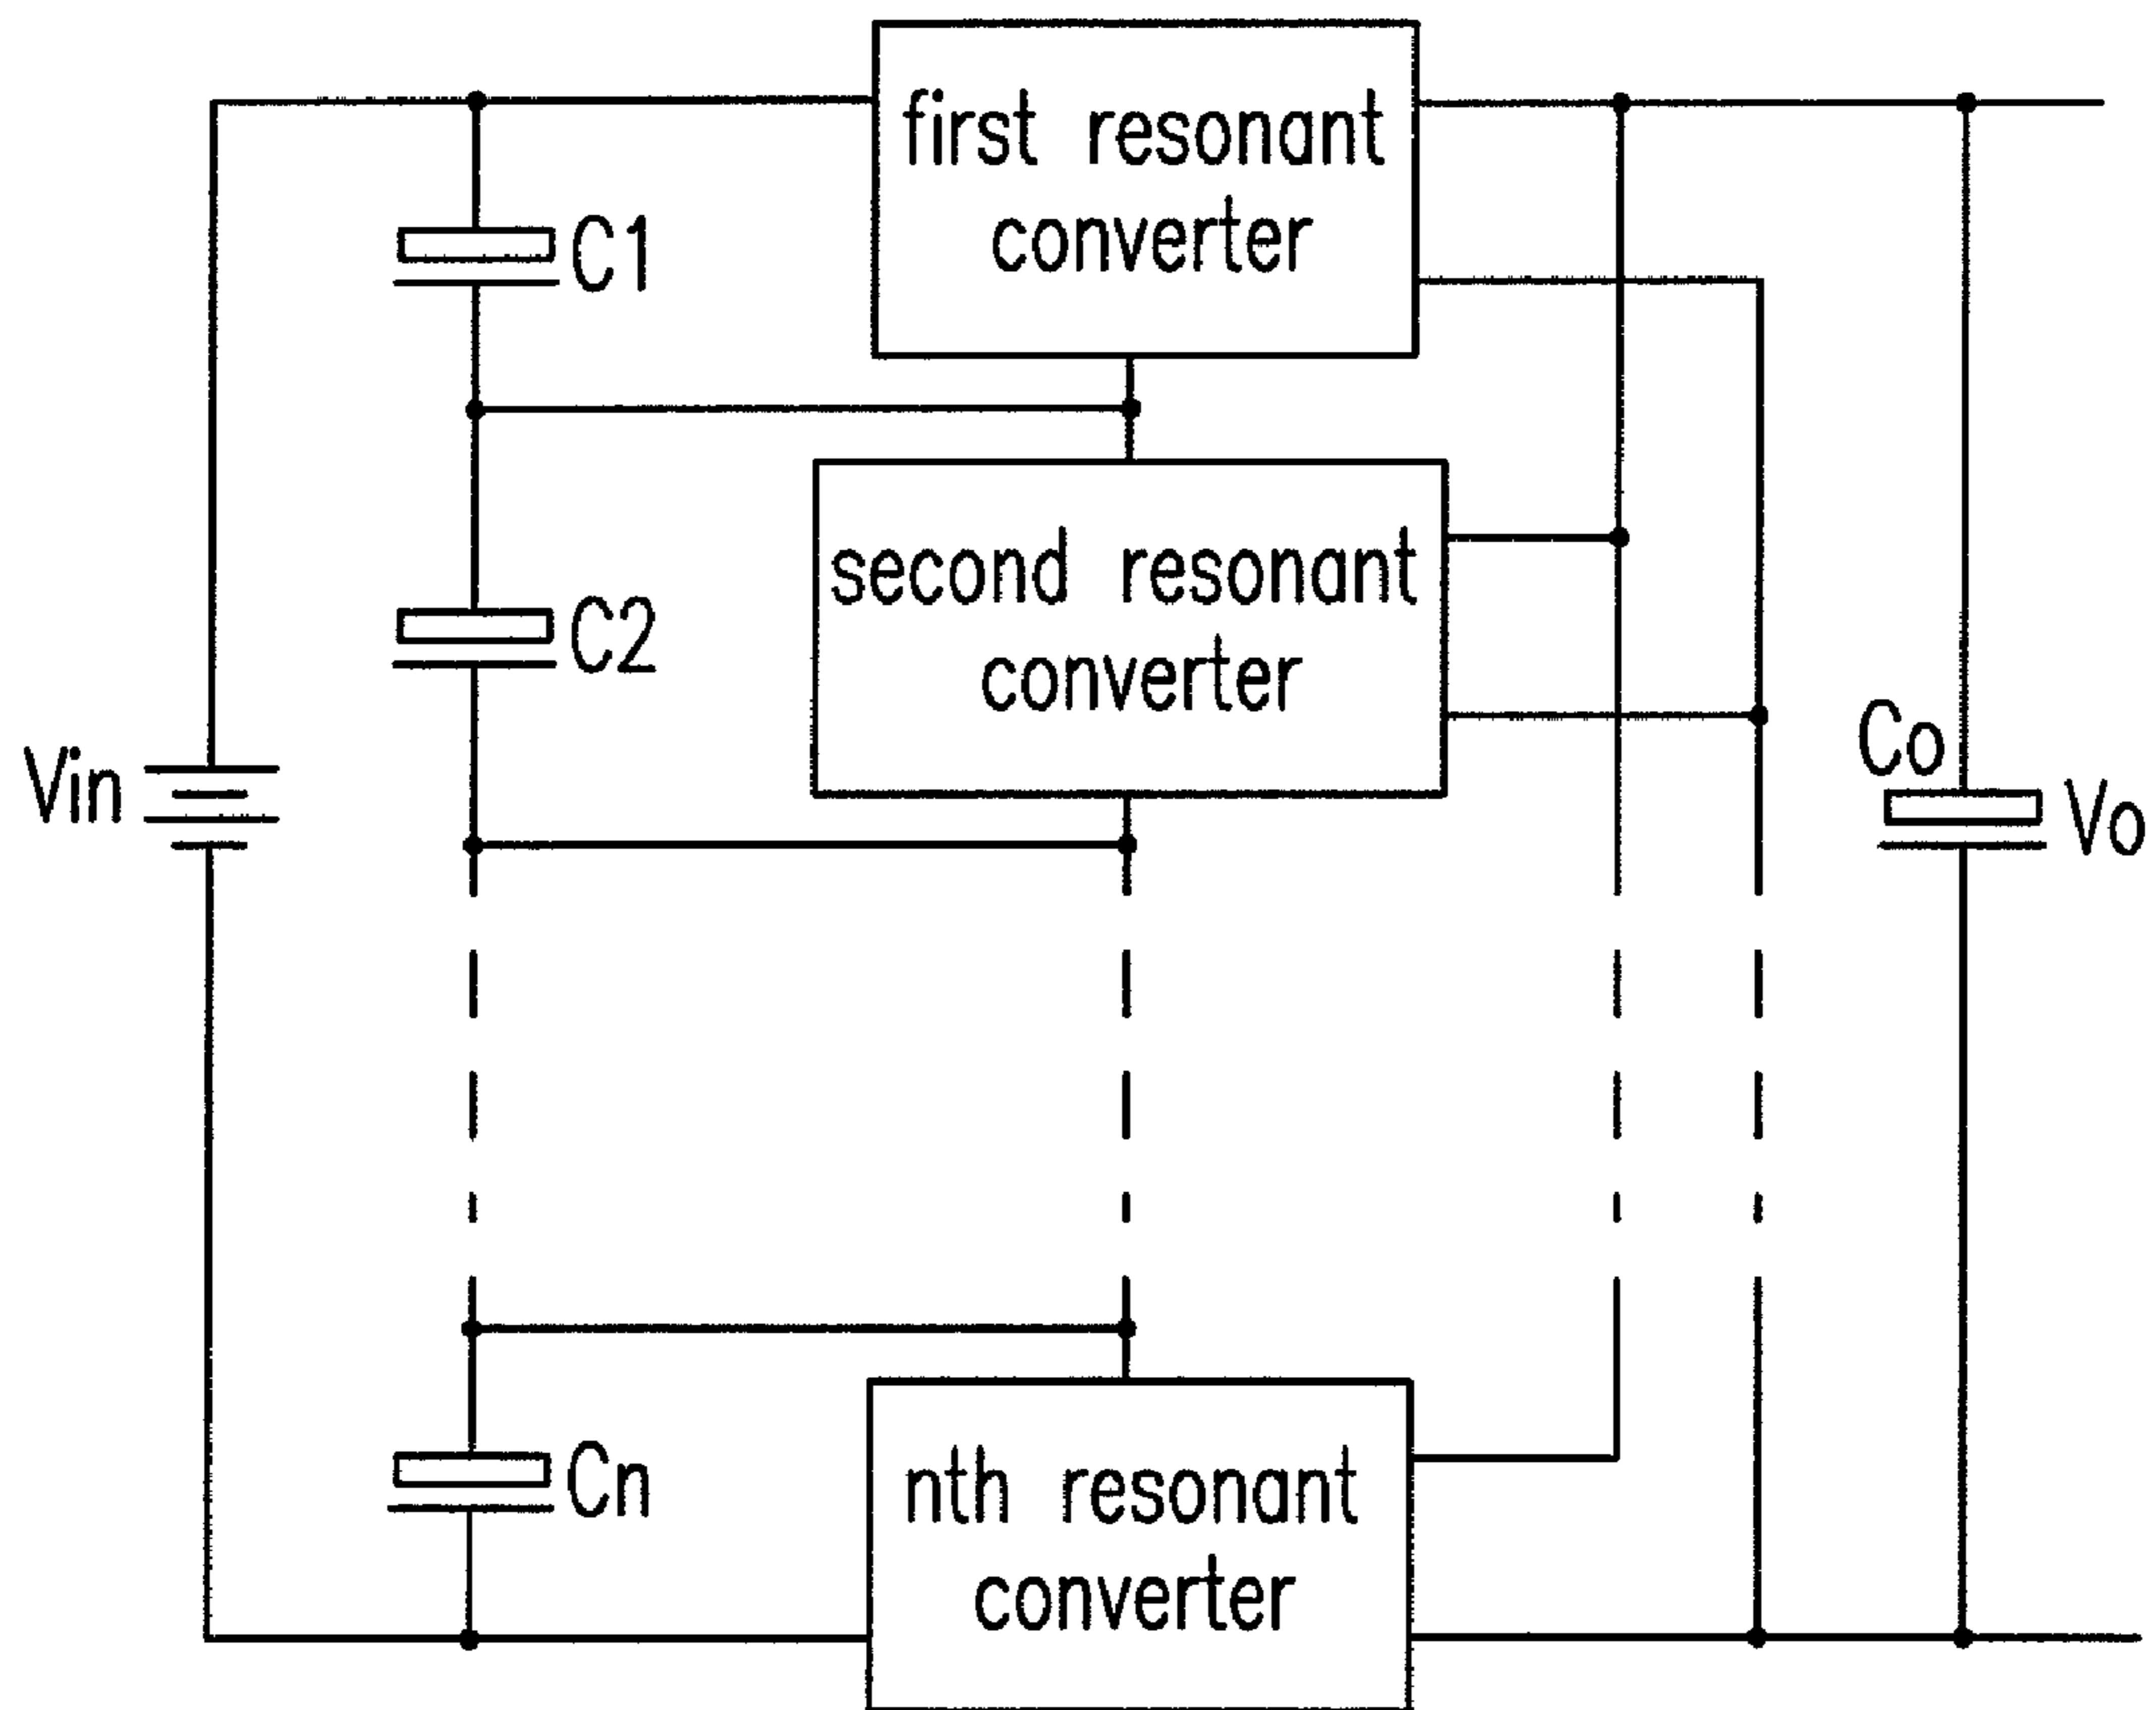 first resonant
converter
C1
second resonant
converter
C2
Vin
Co
Vo
nth resonant
converter
Cn